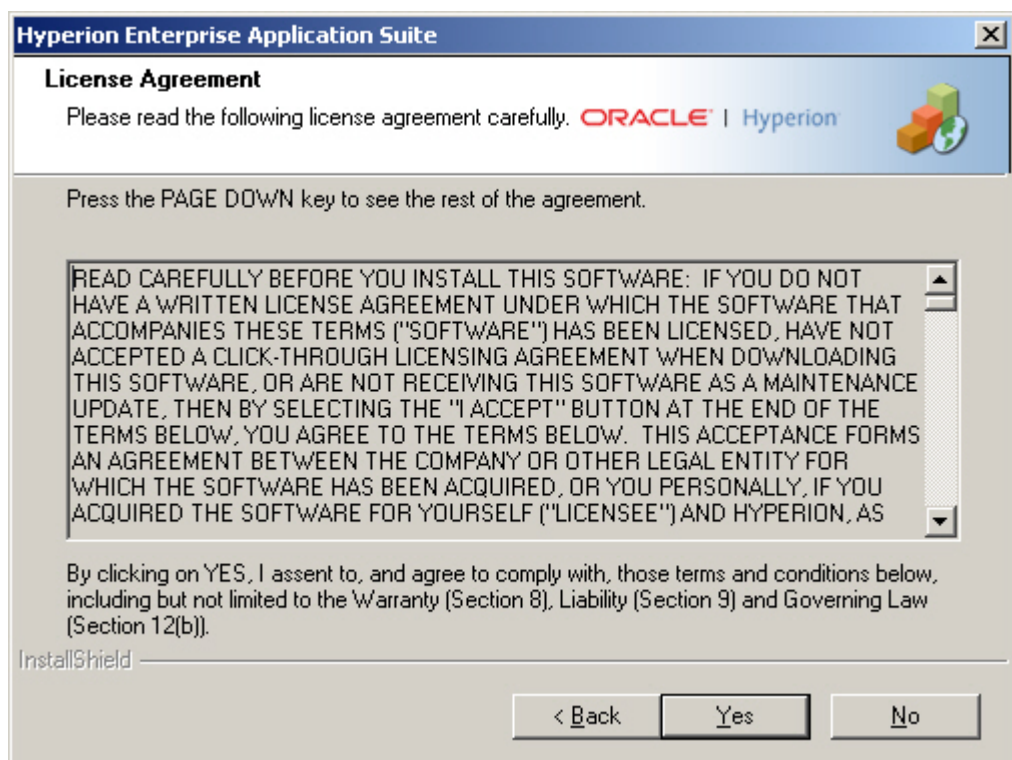 Hyperion Enterprise Application Suite
License Agreement
Please read the following license agreement carefully. ORACLE | Hyperion
Press the PAGE DOWN key to see the rest of the agreement.
READ CAREFULLY BEFORE YOU INSTALL THIS SOFTWARE:  IF YOU DO NOT
HAVE A WRITTEN LICENSE AGREEMENT UNDER WHICH THE SOFTWARE THAT
ACCOMPANIES THESE TERMS ("SOFTWARE") HAS BEEN LICENSED, HAVE NOT
ACCEPTED A CLICK-THROUGH LICENSING AGREEMENT WHEN DOWNLOADING
THIS SOFTWARE, OR ARE NOT RECEIVING THIS SOFTWARE AS A MAINTENANCE
UPDATE, THEN BY SELECTING THE "I ACCEPT" BUTTON AT THE END OF THE
TERMS BELOW, YOU AGREE TO THE TERMS BELOW.  THIS ACCEPTANCE FORMS
AN AGREEMENT BETWEEN THE COMPANY OR OTHER LEGAL ENTITY FOR
WHICH THE SOFTWARE HAS BEEN ACQUIRED, OR YOU PERSONALLY, IF YOU
ACQUIRED THE SOFTWARE FOR YOURSELF ("LICENSEE") AND HYPERION, AS
By clicking on YES, I assent to, and agree to comply with, those terms and conditions below,
including but not limited to the Warranty (Section 8), Liability (Section 9) and Governing Law
(Section 12(b)).
InstallShield
< Back
Yes
No